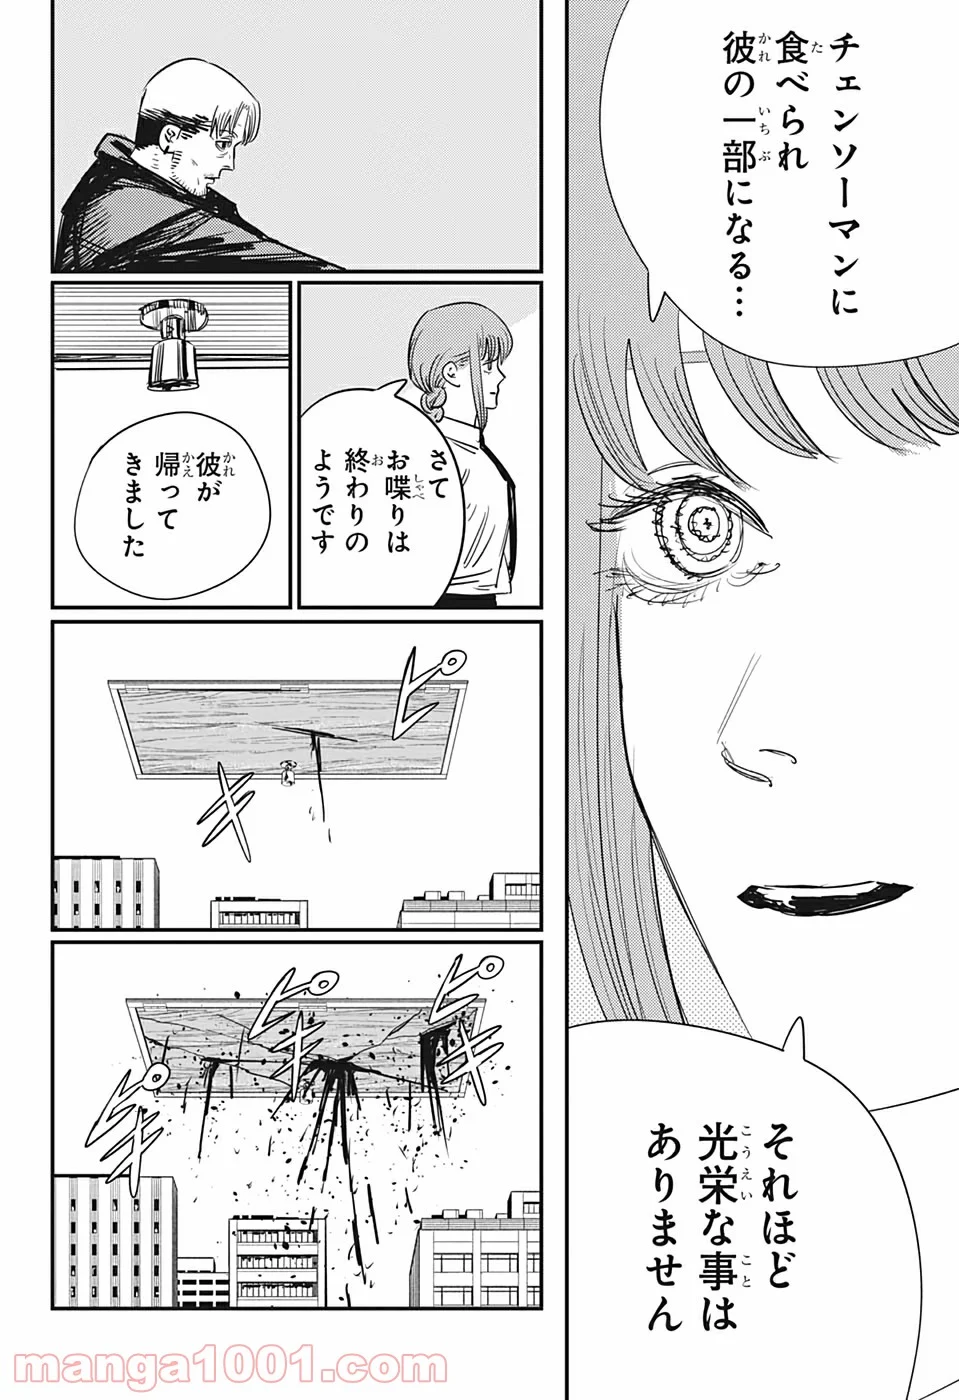 チェンソーマンに
食べられ
彼の一部になる…
それほど
光栄な事は
ありません
さて
お喋りは
終わりの
ようです
彼が
帰って
きました
ピキ
ピキ
ピキ
ピキ
manga1001.com